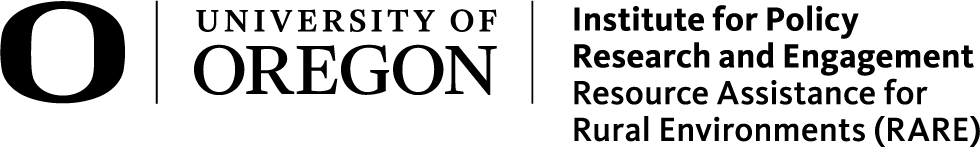 O
UNIVERSITY OF
OREGON
Institute for Policy
Research and Engagement
Resource Assistance for
Rural Environments (RARE)